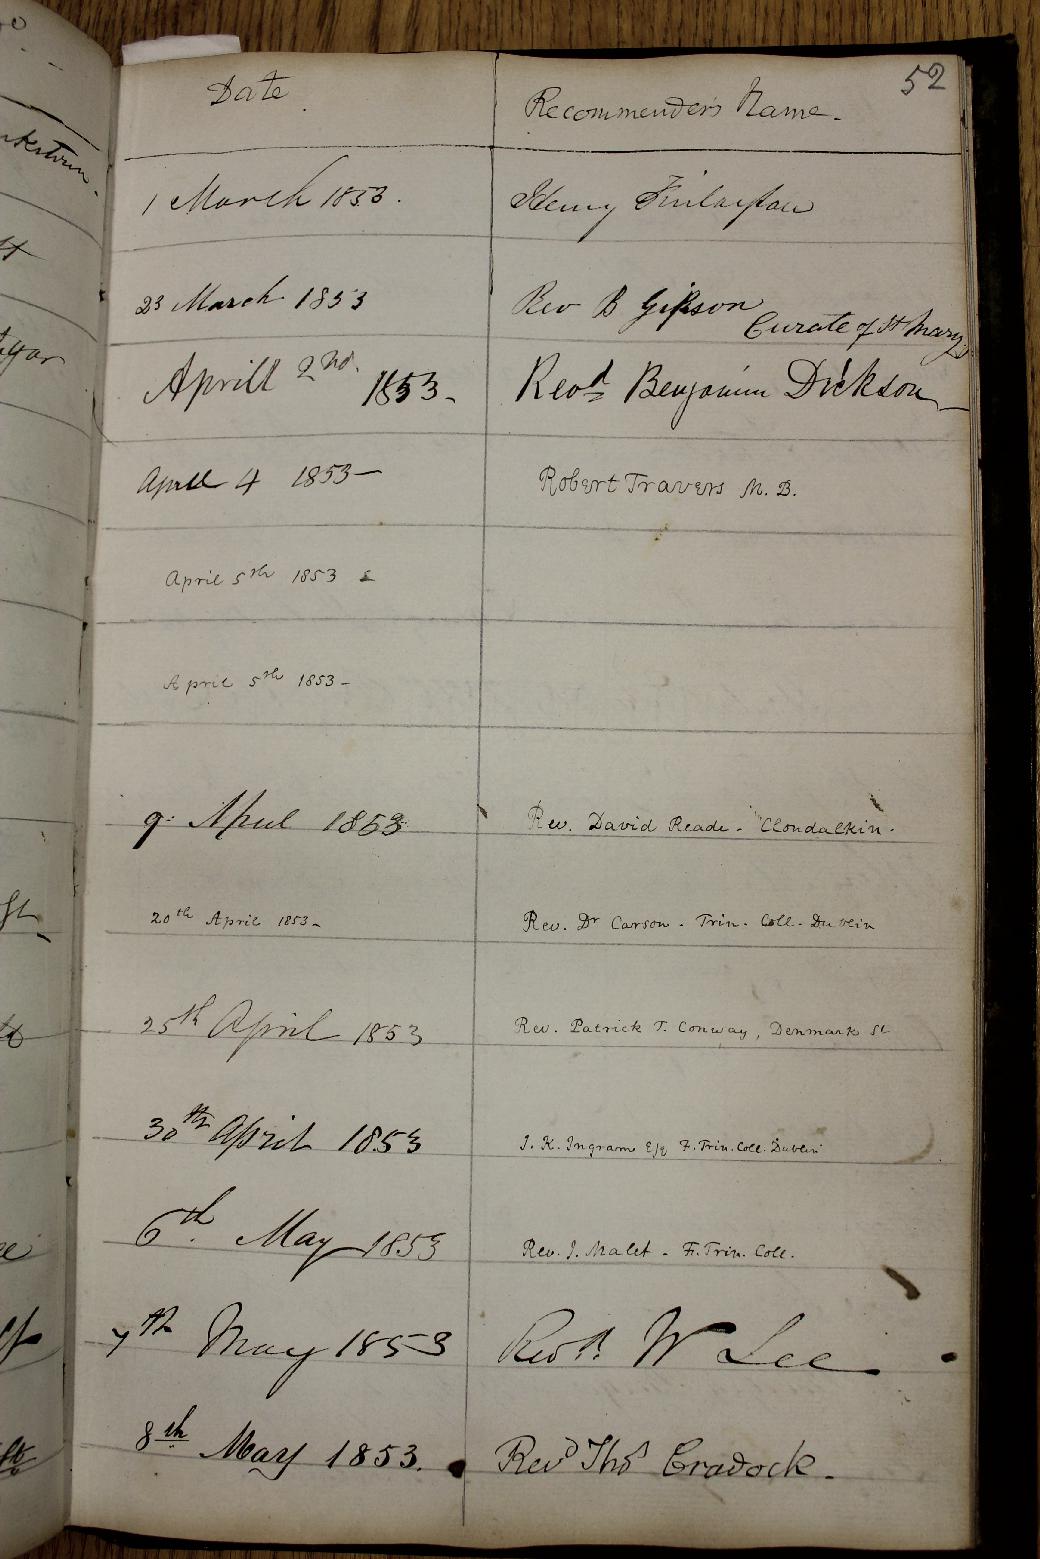 52
Date Recommender's Name.
1 March 1853. Henry
23 March 1853 Rev B Gibson
Curate of St Marys
Aprill 2nd. 1853 Revd Benjamin Dickson
April 4 1853 Robert Travers M. B.
April 5th 1853
April 5th 1853
9. April 1853 Rev. David Reade. Clondalkin.
20th April 1853 Rev. Dr Carson. Trin. Coll. Dublin
25th April 1853 Rev. Patrick T. Conway, Denmark St
30th April 1853 J. K. Ingram Esq F. Trin. Coll. Dublin
6th May 1853 Rev. J. Malet. F. Trin. Coll.
7th May 1853 Revd. W Lee
8th May 1853. Revd Thos Cradock.